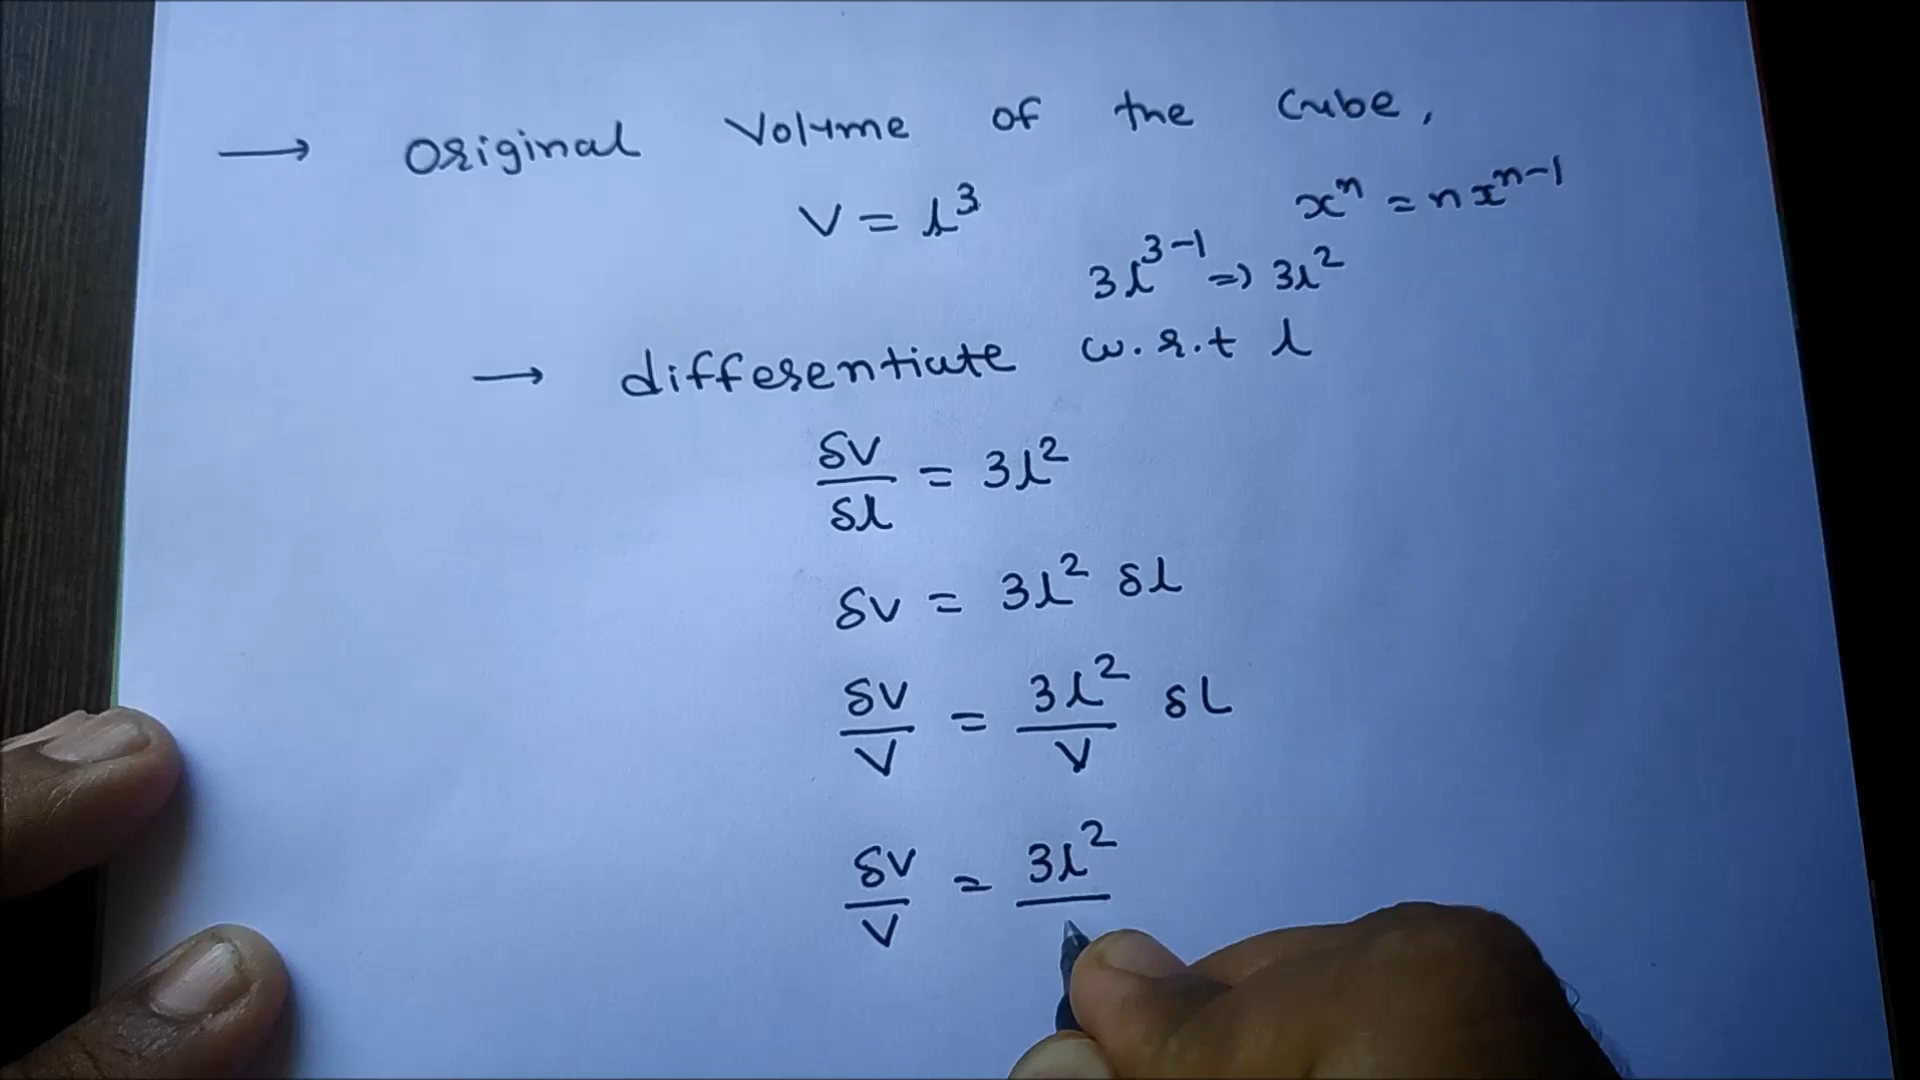 → Original Volume of the Cube,
V = l³
xⁿ = nxⁿ⁻¹
3l³⁻¹ ⇒ 3l²
→ differentiate w.r.t l
δV/δl = 3l²
δV = 3l² δl
δV/V = 3l²/V δL
δV/V = 3l²